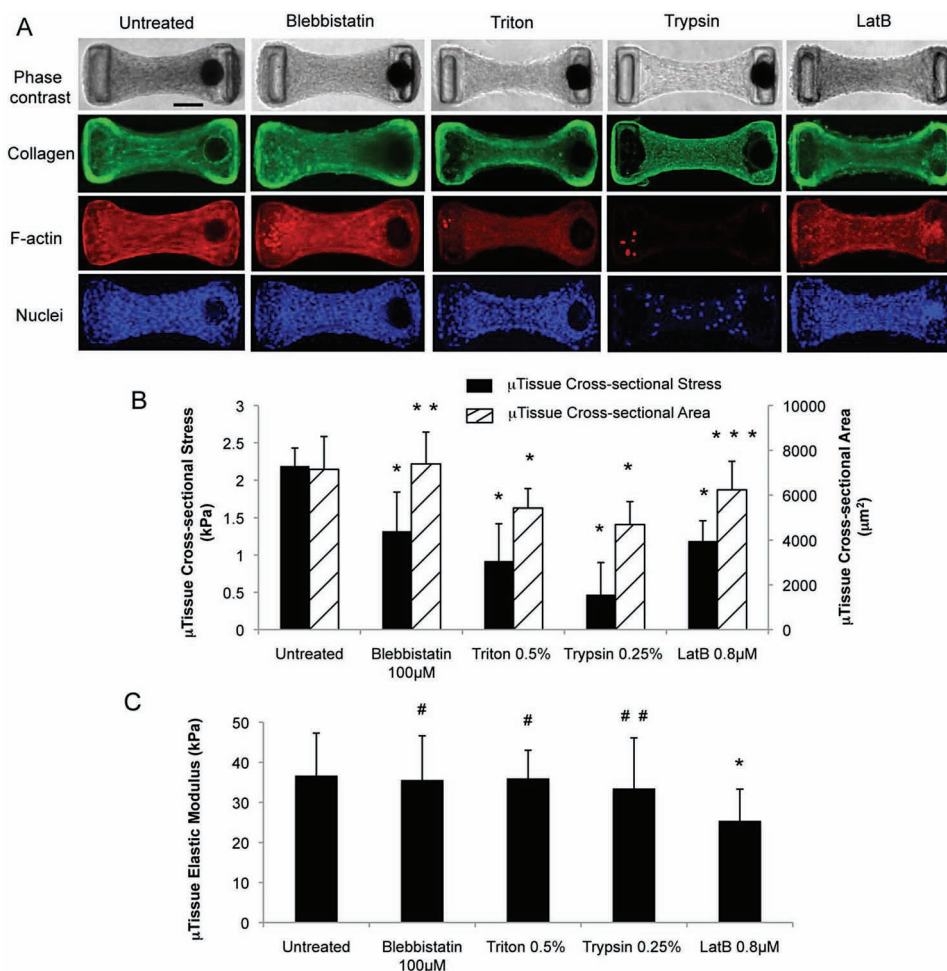 A
Untreated Blebbistatin Triton Trypsin LatB
Phase
contrast
Collagen
F-actin
Nuclei
B
μTissue Cross-sectional Stress
μTissue Cross-sectional Area
μTissue Cross-sectional Stress
(kPa)
3
2.5
2
1.5
1
0.5
0
* * * * * * * * * * *
10000
8000
6000
4000
2000
0
μTissue Cross-sectional Area
(μm²)
Untreated Blebbistatin Triton 0.5% Trypsin 0.25% LatB 0.8μM
100μM
C
μTissue Elastic Modulus (kPa)
50
40
30
20
10
0
# # # # *
Untreated Blebbistatin Triton 0.5% Trypsin 0.25% LatB 0.8μM
100μM